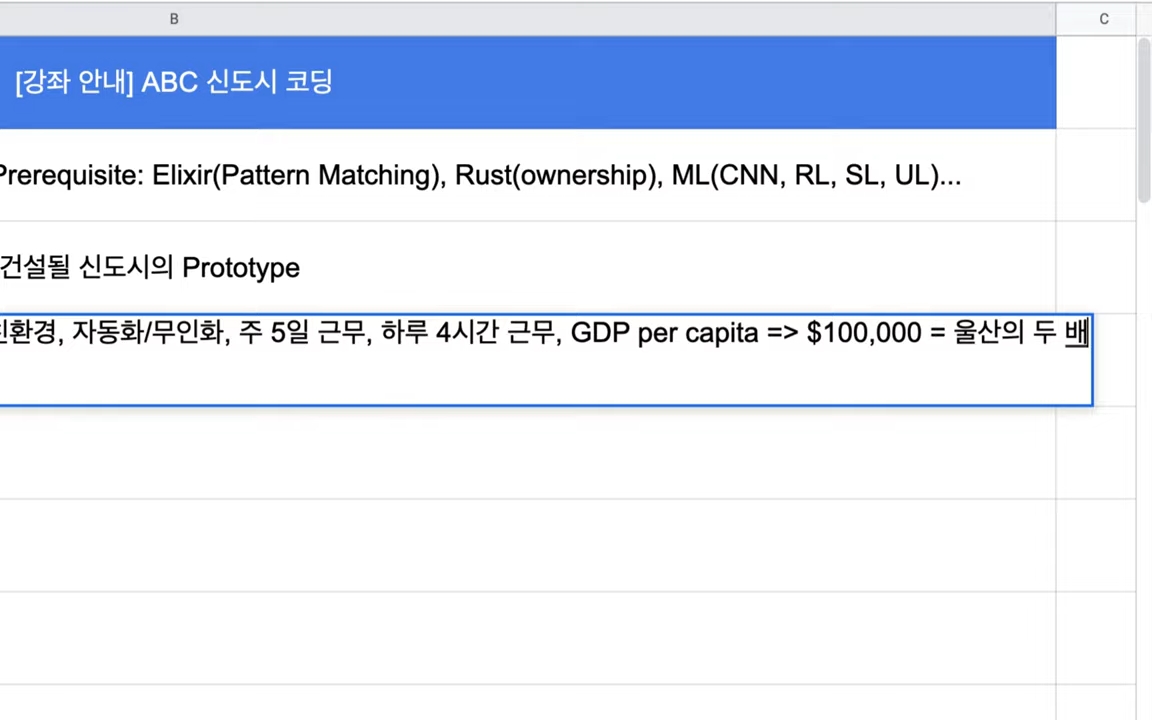 B
C
[강좌 안내] ABC 신도시 코딩
Prerequisite: Elixir(Pattern Matching), Rust(ownership), ML(CNN, RL, SL, UL)...
건설될 신도시의 Prototype
친환경, 자동화/무인화, 주 5일 근무, 하루 4시간 근무, GDP per capita => $100,000 = 울산의 두 배